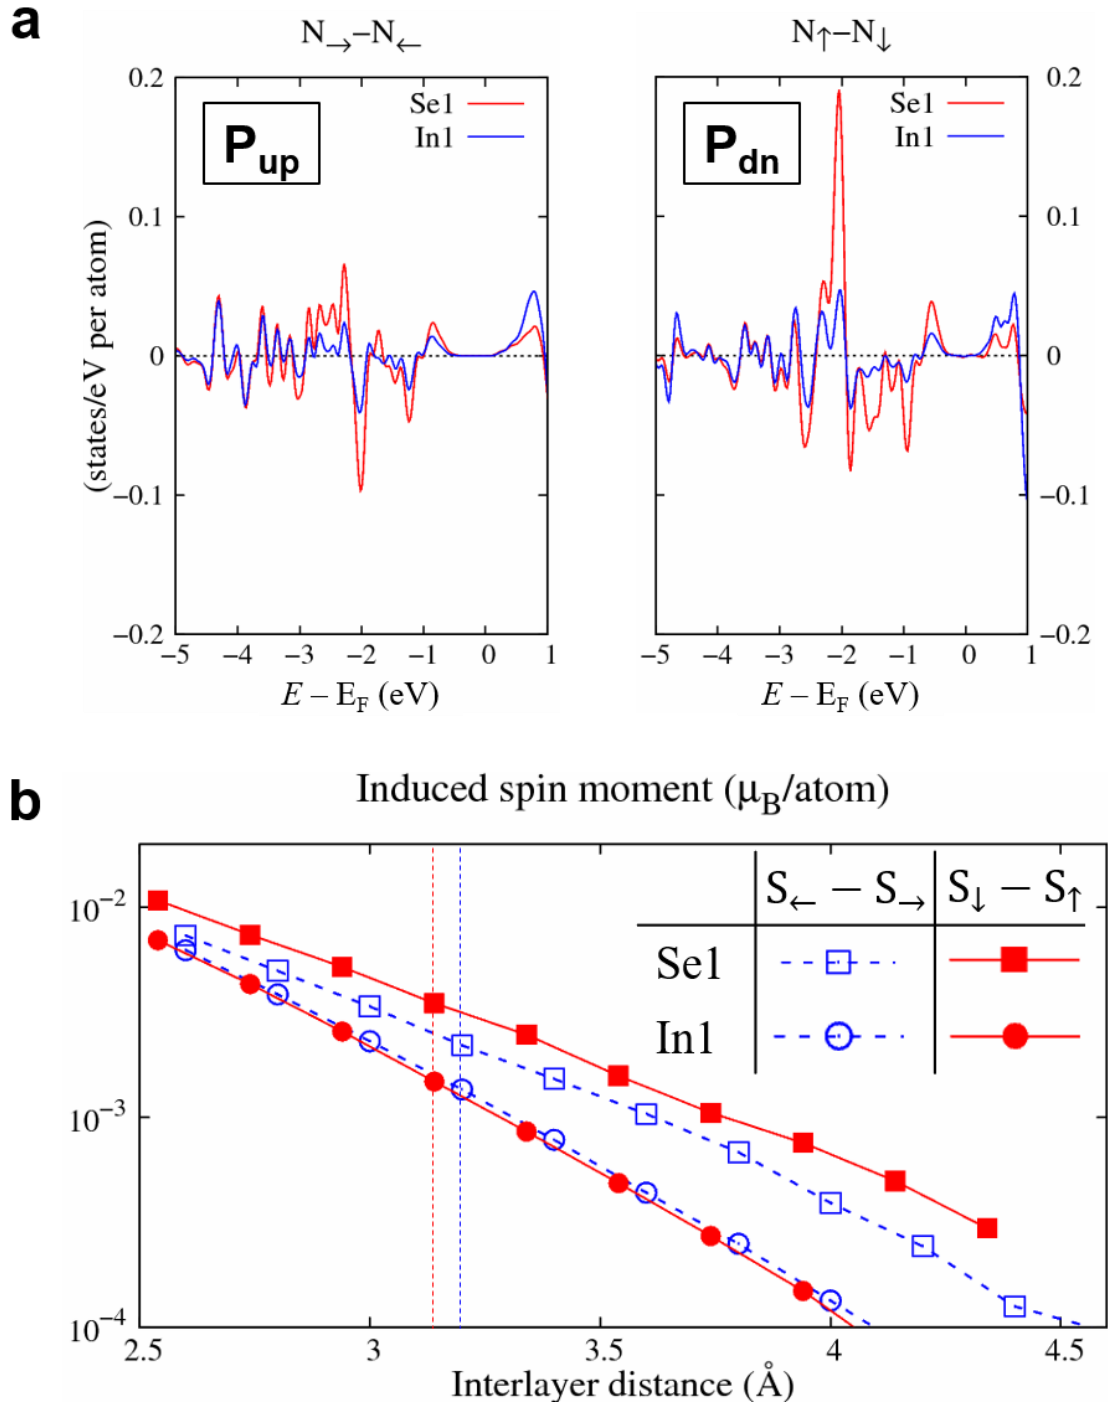 a
N→–N← N↑–N↓
0.2 0.2
Se1 Se1
In1 In1
Pup Pdn
0.1 0.1
0 0
−0.1 −0.1
−0.2 −0.2
(states/eV per atom)
−5 −4 −3 −2 −1 0 1 −5 −4 −3 −2 −1 0 1
E – EF (eV) E – EF (eV)
b
Induced spin moment (μB/atom)
S← − S→ S↓ − S↑
10−2
Se1
In1
10−3
10−4
2.5 3 3.5 4 4.5
Interlayer distance (Å)